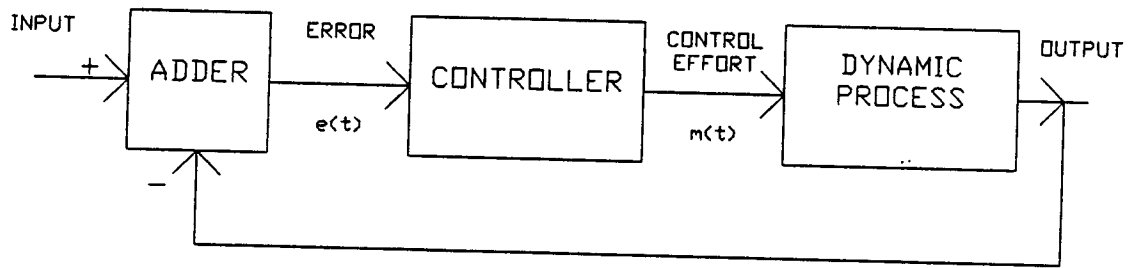 INPUT
+
ADDER
-
ERROR
e(t)
CONTROLLER
CONTROL
EFFORT
m(t)
DYNAMIC
PROCESS
OUTPUT